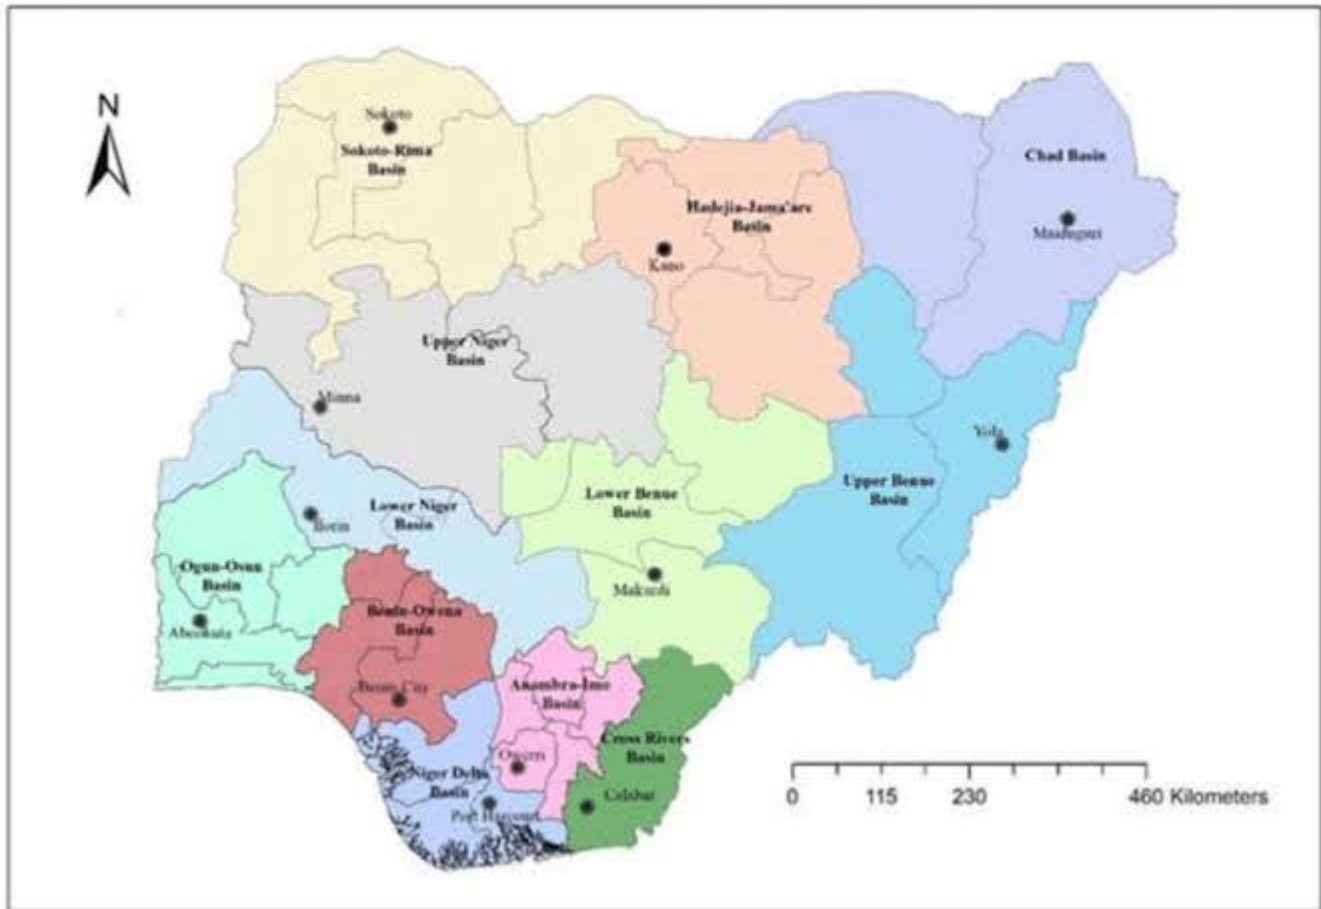 N
Sokoto
Sokoto-Rima
Basin
Chad Basin
Hadejia-Jama'are
Basin
Maiduguri
Kano
Upper Niger
Basin
Minna
Yola
Upper Benue
Basin
Lower Benue
Basin
Lower Niger
Basin
Ilorin
Ogun-Osun
Basin
Makurdi
Benin-Owena
Basin
Abeokuta
Benin City
Anambra-Imo
Basin
Cross Rivers
Basin
Owerri
Niger Delta
Basin
Calabar
Port Harcourt
0 115 230 460 Kilometers